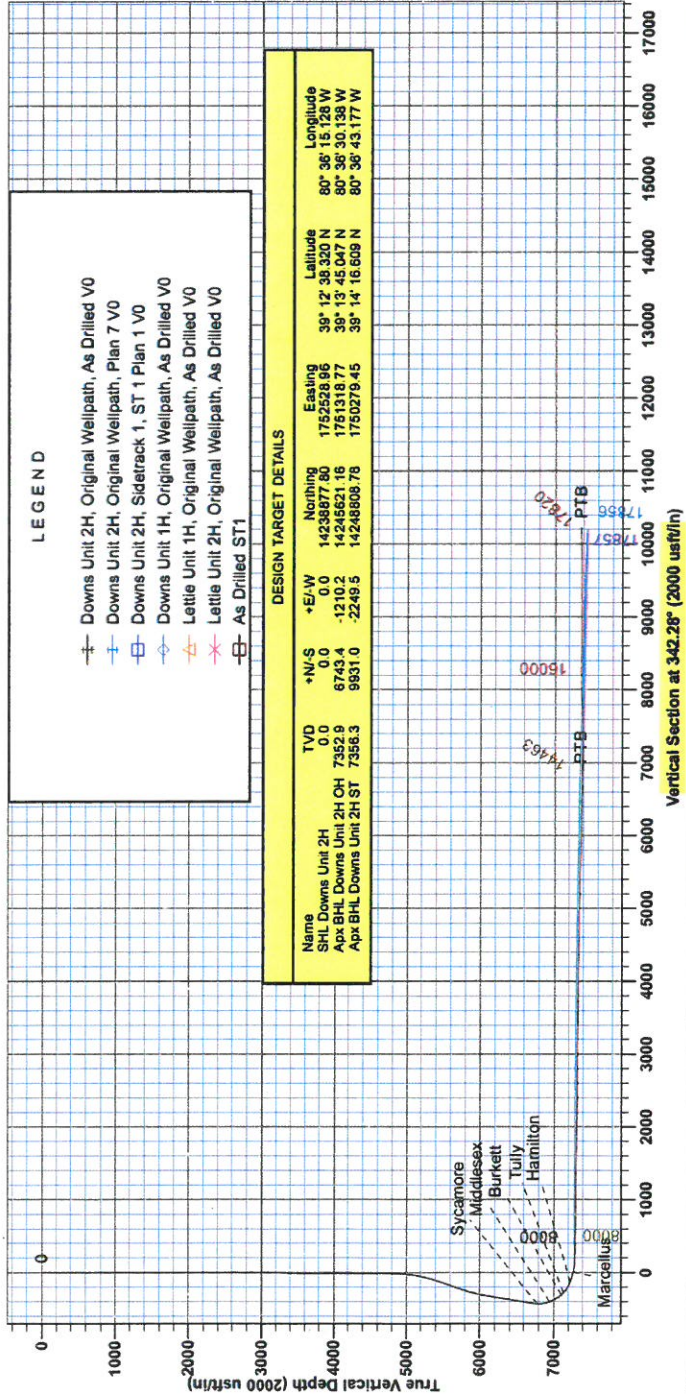 LEGEND
Downs Unit 2H, Original Wellpath, As Drilled V0
Downs Unit 2H, Original Wellpath, Plan 7 V0
Downs Unit 2H, Sidetrack 1, ST 1 Plan 1 V0
Downs Unit 1H, Original Wellpath, As Drilled V0
Lettie Unit 1H, Original Wellpath, As Drilled V0
Lettie Unit 2H, Original Wellpath, As Drilled V0
As Drilled ST1
DESIGN TARGET DETAILS
Name TVD +N/-S +E/-W Northing Easting Latitude Longitude
SHL Downs Unit 2H 0.0 0.0 0.0 14238877.80 1752528.96 39° 12' 38.320 N 80° 36' 15.128 W
Apx BHL Downs Unit 2H OH 7352.9 6743.4 -1210.2 14245621.16 1751318.77 39° 13' 45.047 N 80° 36' 30.138 W
Apx BHL Downs Unit 2H ST 7356.3 9931.0 -2249.5 14248808.78 1750279.45 39° 14' 16.609 N 80° 36' 43.177 W
True Vertical Depth (2000 usft/in)
0
1000
2000
3000
4000
5000
6000
7000
0
Sycamore
Middlesex
Burkett
Tully
Hamilton
Marcellus
8000
14463
PTB
16000
17820
PTB
17856
17857
0 1000 2000 3000 4000 5000 6000 7000 8000 9000 10000 11000 12000 13000 14000 15000 16000 17000
Vertical Section at 342.28° (2000 usft/in)